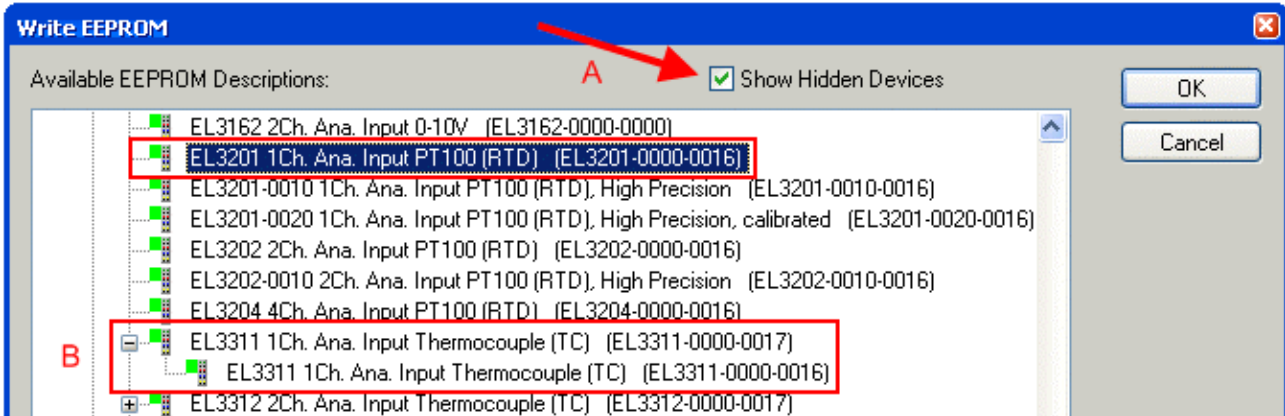 Write EEPROM
Available EEPROM Descriptions:
A
Show Hidden Devices
OK
Cancel
EL3162 2Ch. Ana. Input 0-10V (EL3162-0000-0000)
EL3201 1Ch. Ana. Input PT100 (RTD) (EL3201-0000-0016)
EL3201-0010 1Ch. Ana. Input PT100 (RTD), High Precision (EL3201-0010-0016)
EL3201-0020 1Ch. Ana. Input PT100 (RTD), High Precision, calibrated (EL3201-0020-0016)
EL3202 2Ch. Ana. Input PT100 (RTD) (EL3202-0000-0016)
EL3202-0010 2Ch. Ana. Input PT100 (RTD), High Precision (EL3202-0010-0016)
EL3204 4Ch. Ana. Input PT100 (RTD) (EL3204-0000-0016)
B
EL3311 1Ch. Ana. Input Thermocouple (TC) (EL3311-0000-0017)
EL3311 1Ch. Ana. Input Thermocouple (TC) (EL3311-0000-0016)
EL3312 2Ch. Ana. Input Thermocouple (TC) (EL3312-0000-0017)